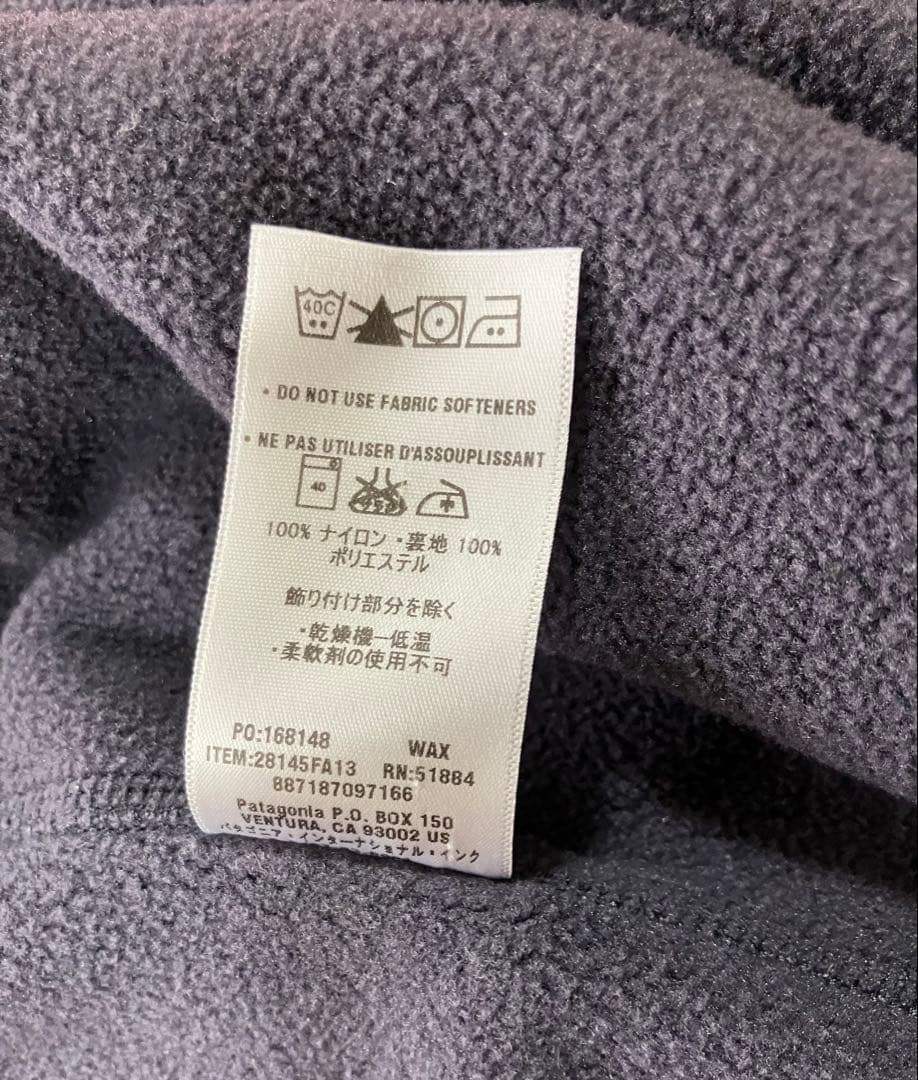 40C
• DO NOT USE FABRIC SOFTENERS
• NE PAS UTILISER D'ASSOUPLISSANT
40 中
100% ナイロン・裏地 100%
ポリエステル
飾り付け部分を除く
・乾燥機ー低温
・柔軟剤の使用不可
PO:168148 WAX
ITEM:28145FA13 RN:51884
887187097166
Patagonia P.O. BOX 150
VENTURA, CA 93002 US
パタゴニア・インターナショナル・インク